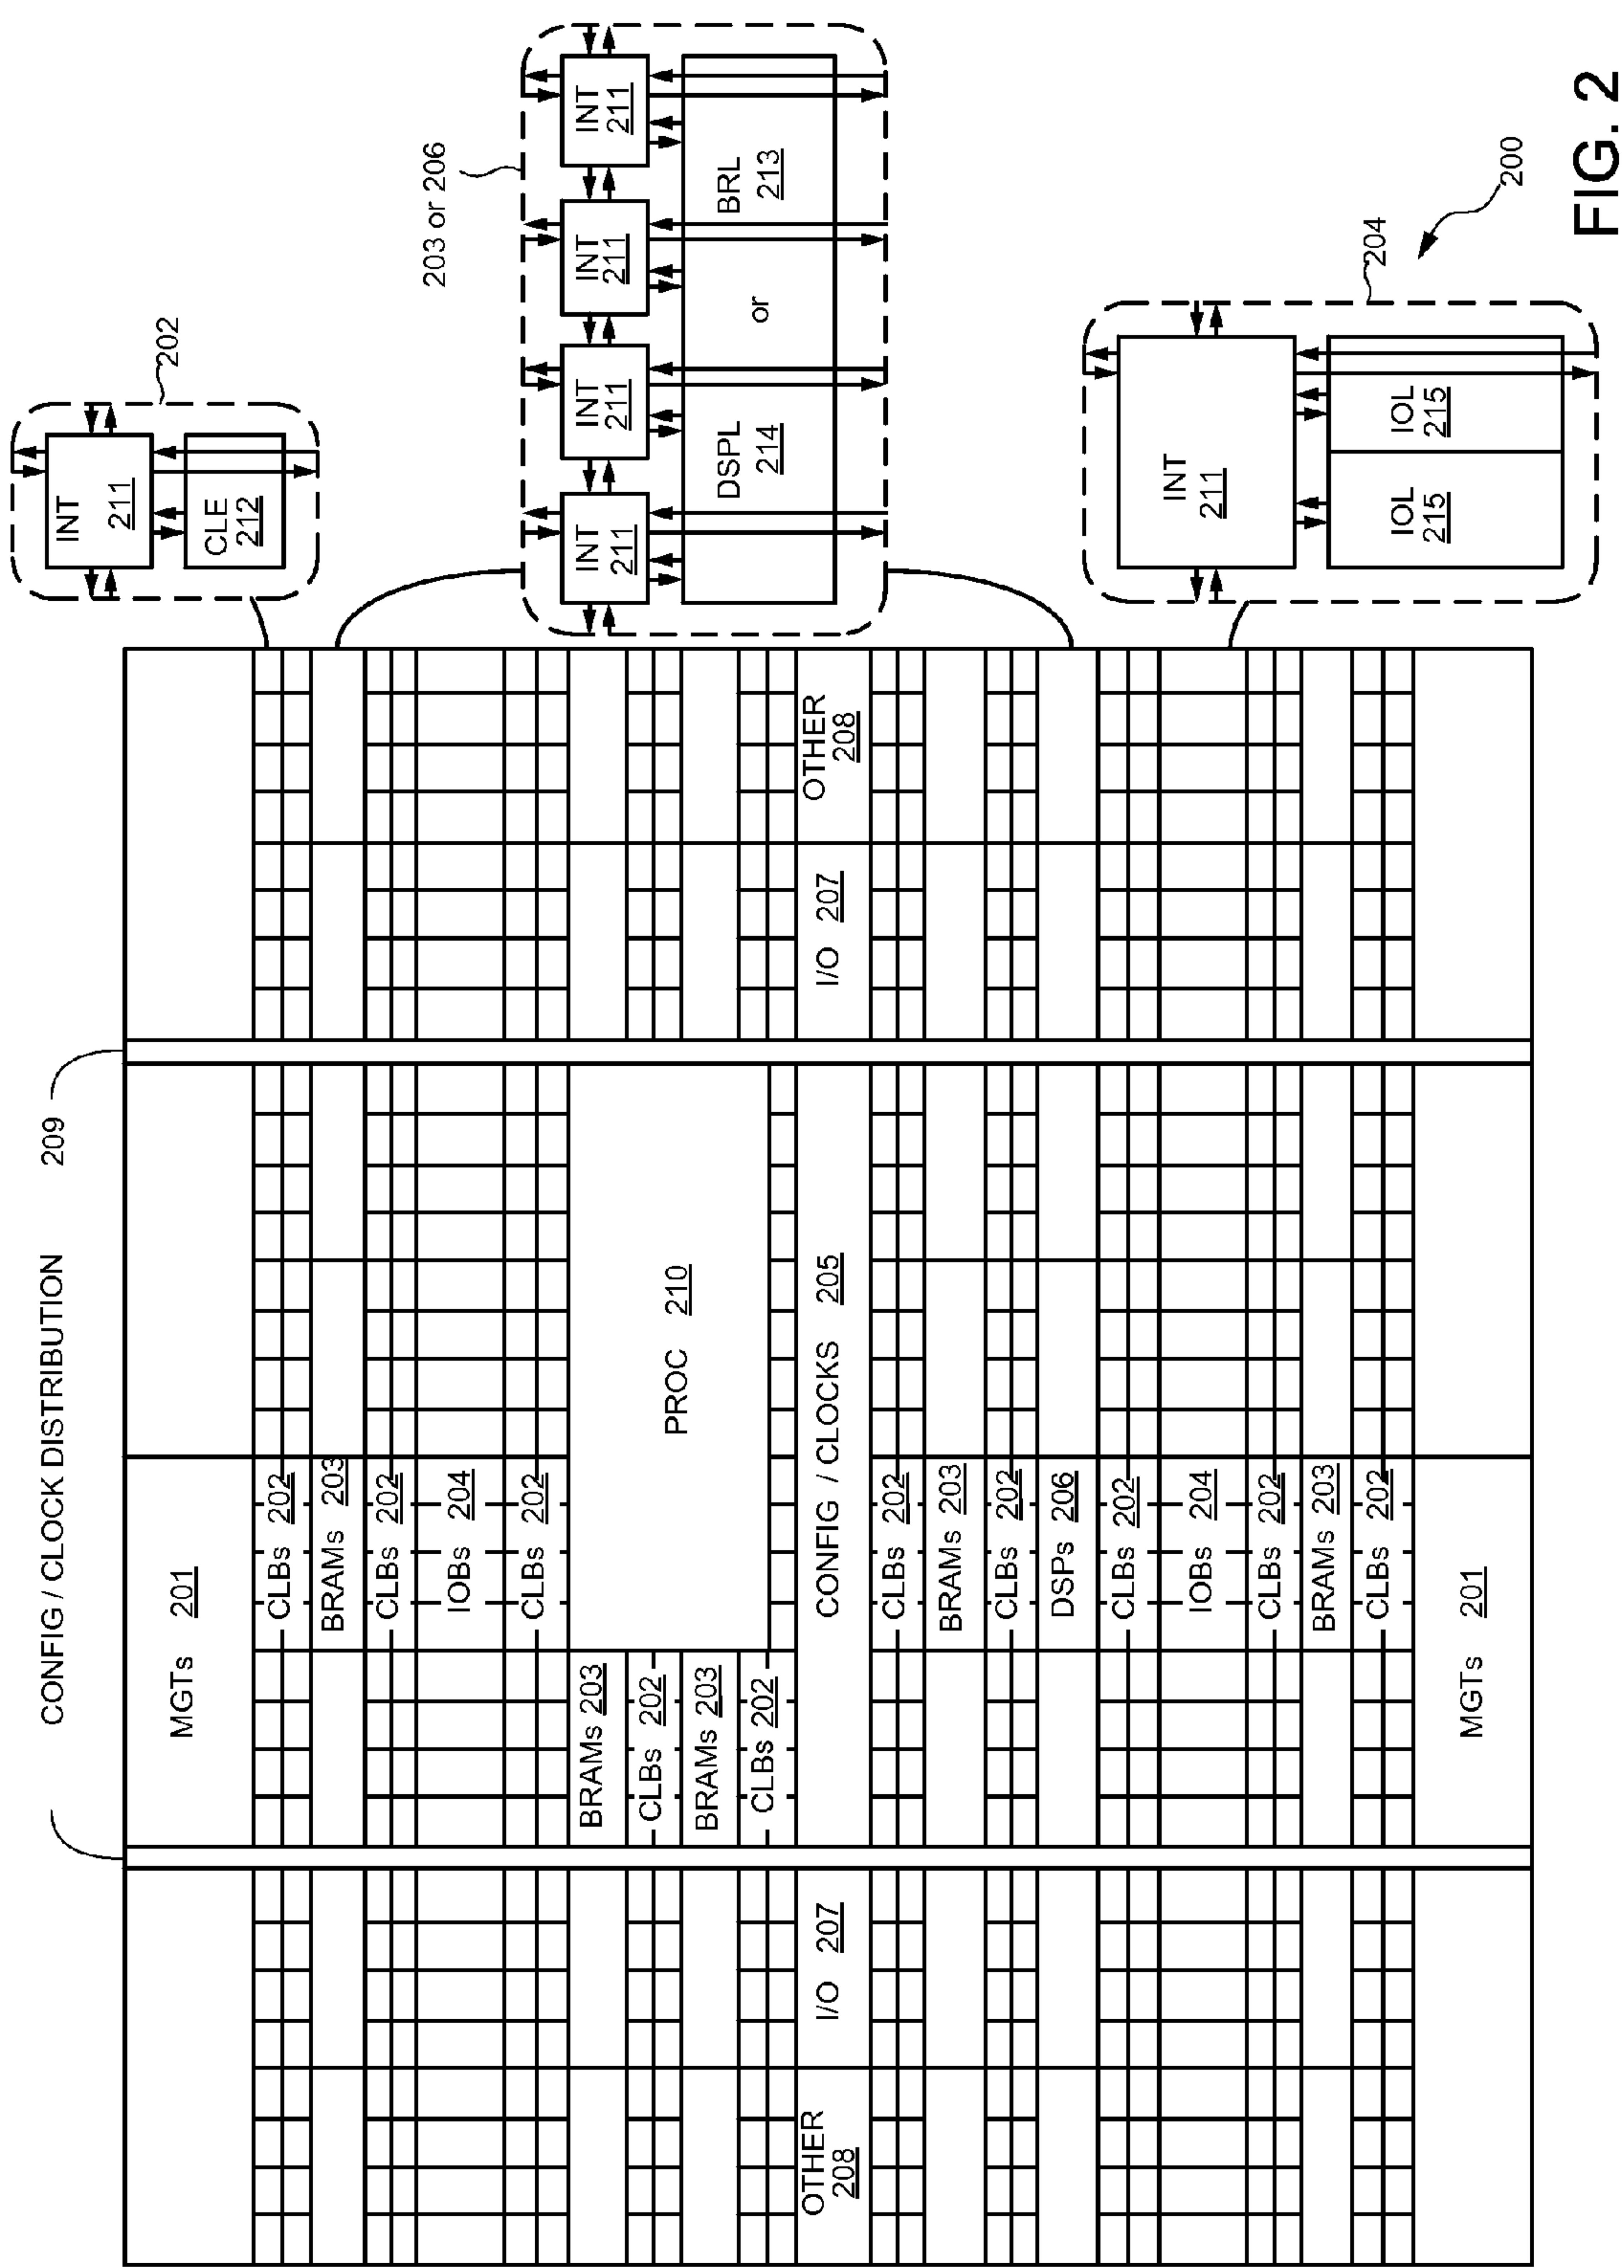 CONFIG / CLOCK DISTRIBUTION 209
MGTs 201
CLBs 202
BRAMs 203
CLBs 202
IOBs 204
CLBs 202
BRAMs 203
CLBs 202
BRAMs 203
CLBs 202
PROC 210
OTHER
208
I/O 207
CONFIG / CLOCKS 205
I/O 207
OTHER
208
CLBs 202
BRAMs 203
CLBs 202
DSPs 206
CLBs 202
IOBs 204
CLBs 202
BRAMs 203
CLBs 202
MGTs 201
202
INT
211
CLE
212
203 or 206
INT
211
INT
211
INT
211
INT
211
DSPL
214
or
BRL
213
204
INT
211
IOL
215
IOL
215
200
FIG. 2